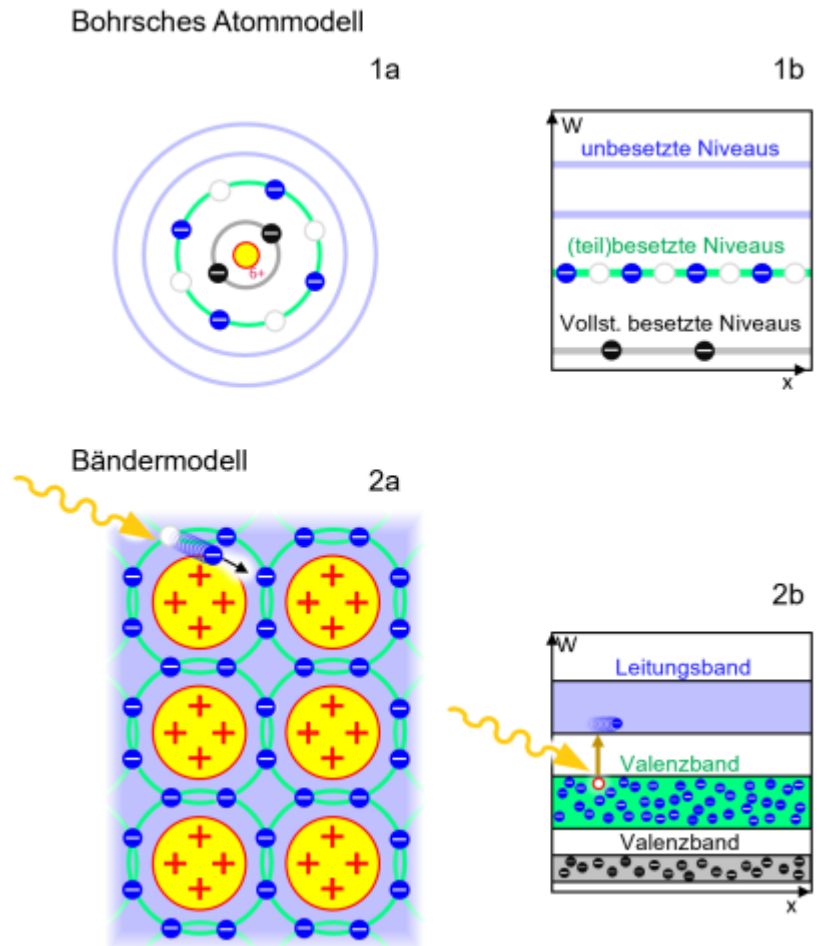 Bohrsches Atommodell
1a
1b
6+
W
unbesetzte Niveaus
(teil)besetzte Niveaus
Vollst. besetzte Niveaus
x
Bändermodell
2a
2b
+ + + +
+ + + +
+ + + +
+ + + +
+ + + +
+ + + +
W
Leitungsband
Valenzband
Valenzband
x